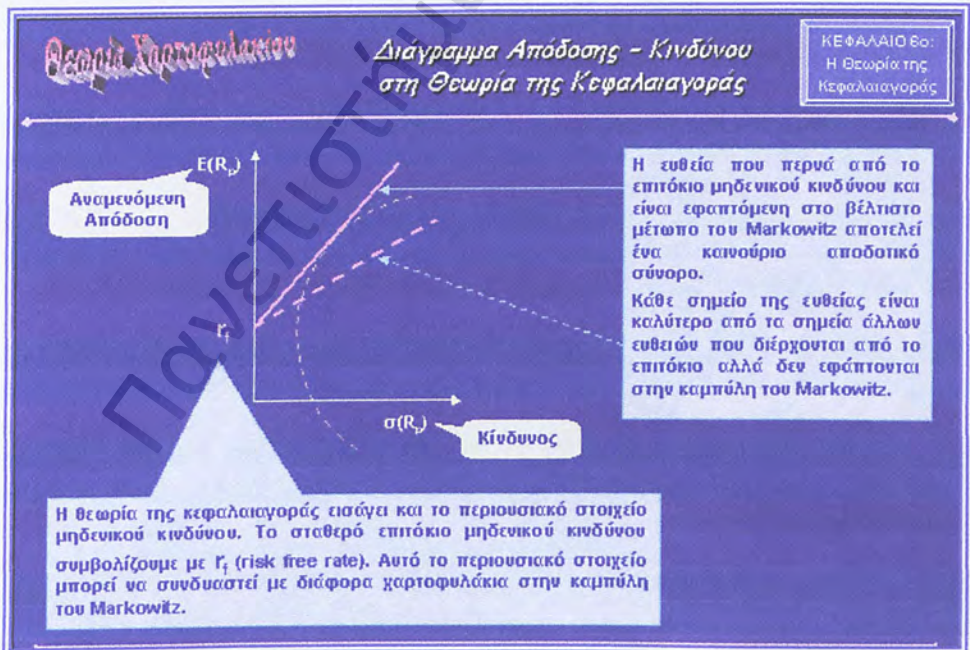 Θεωρία Χαρτοφυλακίου
Διάγραμμα Απόδοσης – Κινδύνου
στη Θεωρία της Κεφαλαιαγοράς
ΚΕΦΑΛΑΙΟ 6ο:
Η Θεωρία της
Κεφαλαιαγοράς
E(Rp)
Αναμενόμενη
Απόδοση
Η ευθεία που περνά από το
επιτόκιο μηδενικού κινδύνου και
είναι εφαπτόμενη στο βέλτιστο
μέτωπο του Markowitz αποτελεί
ένα καινούριο αποδοτικό
σύνορο.
Κάθε σημείο της ευθείας είναι
καλύτερο από τα σημεία άλλων
ευθειών που διέρχονται από το
επιτόκιο αλλά δεν εφάπτονται
στην καμπύλη του Markowitz.
rf
σ(Rp)
Κίνδυνος
Η θεωρία της κεφαλαιαγοράς εισάγει και το περιουσιακό στοιχείο
μηδενικού κινδύνου. Το σταθερό επιτόκιο μηδενικού κινδύνου
συμβολίζουμε με rf (risk free rate). Αυτό το περιουσιακό στοιχείο
μπορεί να συνδυαστεί με διάφορα χαρτοφυλάκια στην καμπύλη
του Markowitz.